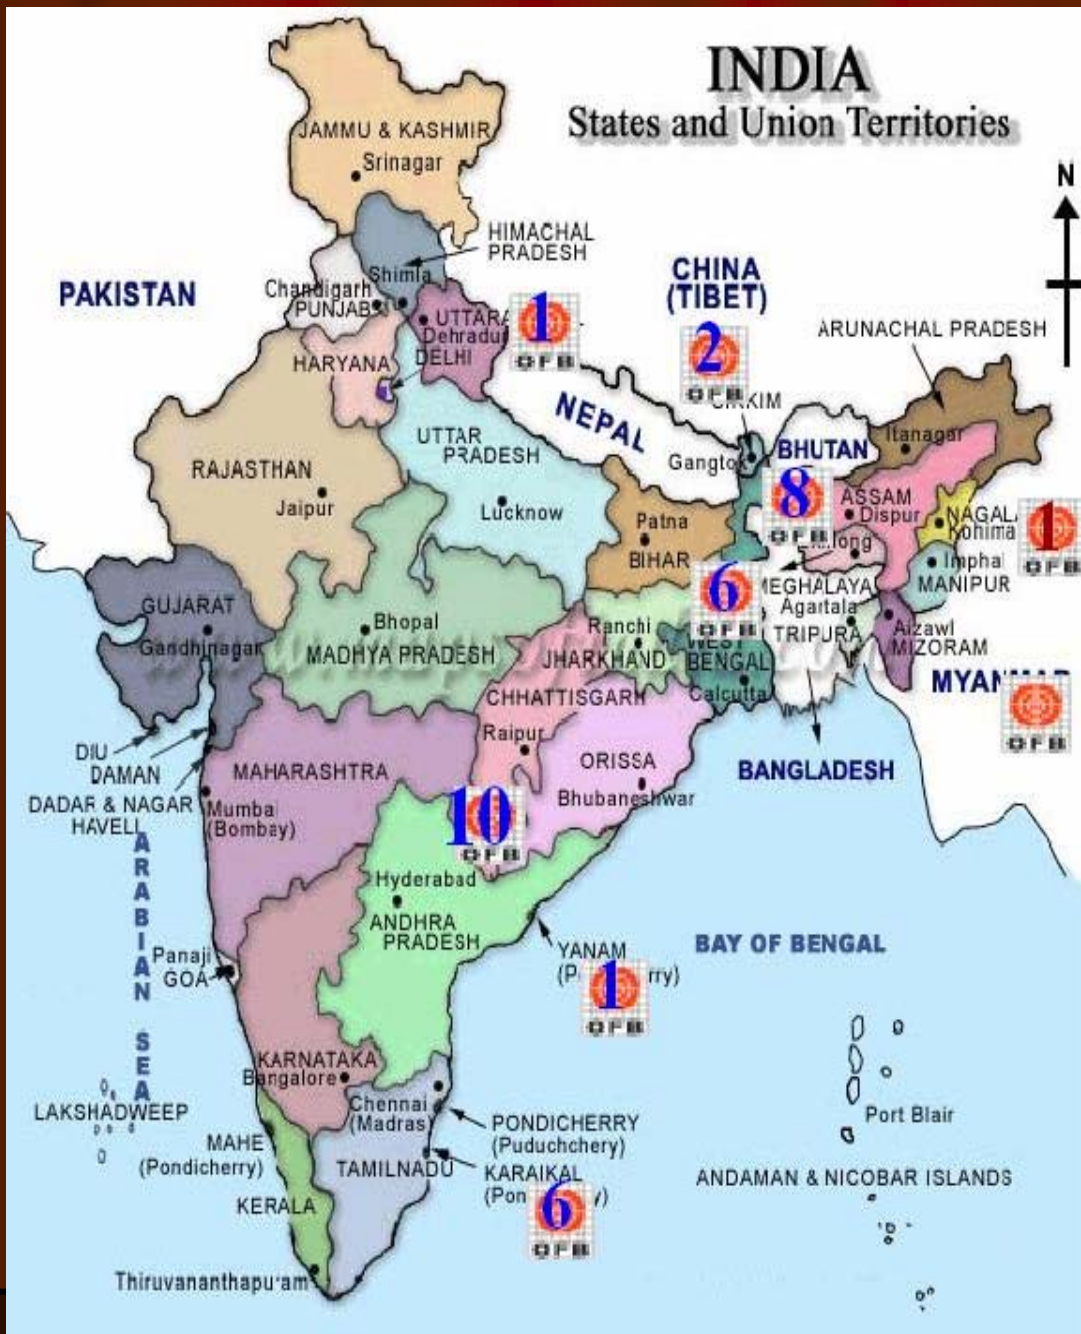 INDIA
States and Union Territories
N
JAMMU & KASHMIR
Srinagar
HIMACHAL
PRADESH
PAKISTAN
CHINA
(TIBET)
Shimla
Chandigarh
PUNJAB
UTTARA
Dehradun
1
OFB
2
OFB
ARUNACHAL PRADESH
HARYANA
DELHI
NEPAL
UTTAR
PRADESH
Gangtok
BHUTAN
Itanagar
RAJASTHAN
Jaipur
Lucknow
8
OFB
ASSAM
Dispur
Patna
BIHAR
Kohima
1
OFB
Imphal
MANIPUR
6
OFB
MEGHALAYA
Agartala
TRIPURA
Aizawl
MIZORAM
GUJARAT
Gandhinagar
Bhopal
MADHYA PRADESH
Ranchi
JHARKHAND
WEST
BENGAL
Calcutta
CHHATTISGARH
Raipur
OFB
DIU
DAMAN
DADAR & NAGAR
HAVELI
MAHARASHTRA
Mumba
(Bombay)
ORISSA
Bhubaneshwar
BANGLADESH
10
OFB
ARABIAN SEA
Hyderabad
ANDHRA
PRADESH
Panaji
GOA
YANAM
1
OFB
BAY OF BENGAL
KARNATAKA
Bangalore
Chennai
(Madras)
LAKSHADWEEP
MAHE
(Pondicherry)
PONDICHERRY
(Puduchchery)
TAMILNADU
KARAIKAL
6
OFB
KERALA
Port Blair
ANDAMAN & NICOBAR ISLANDS
Thiruvananthapu'am